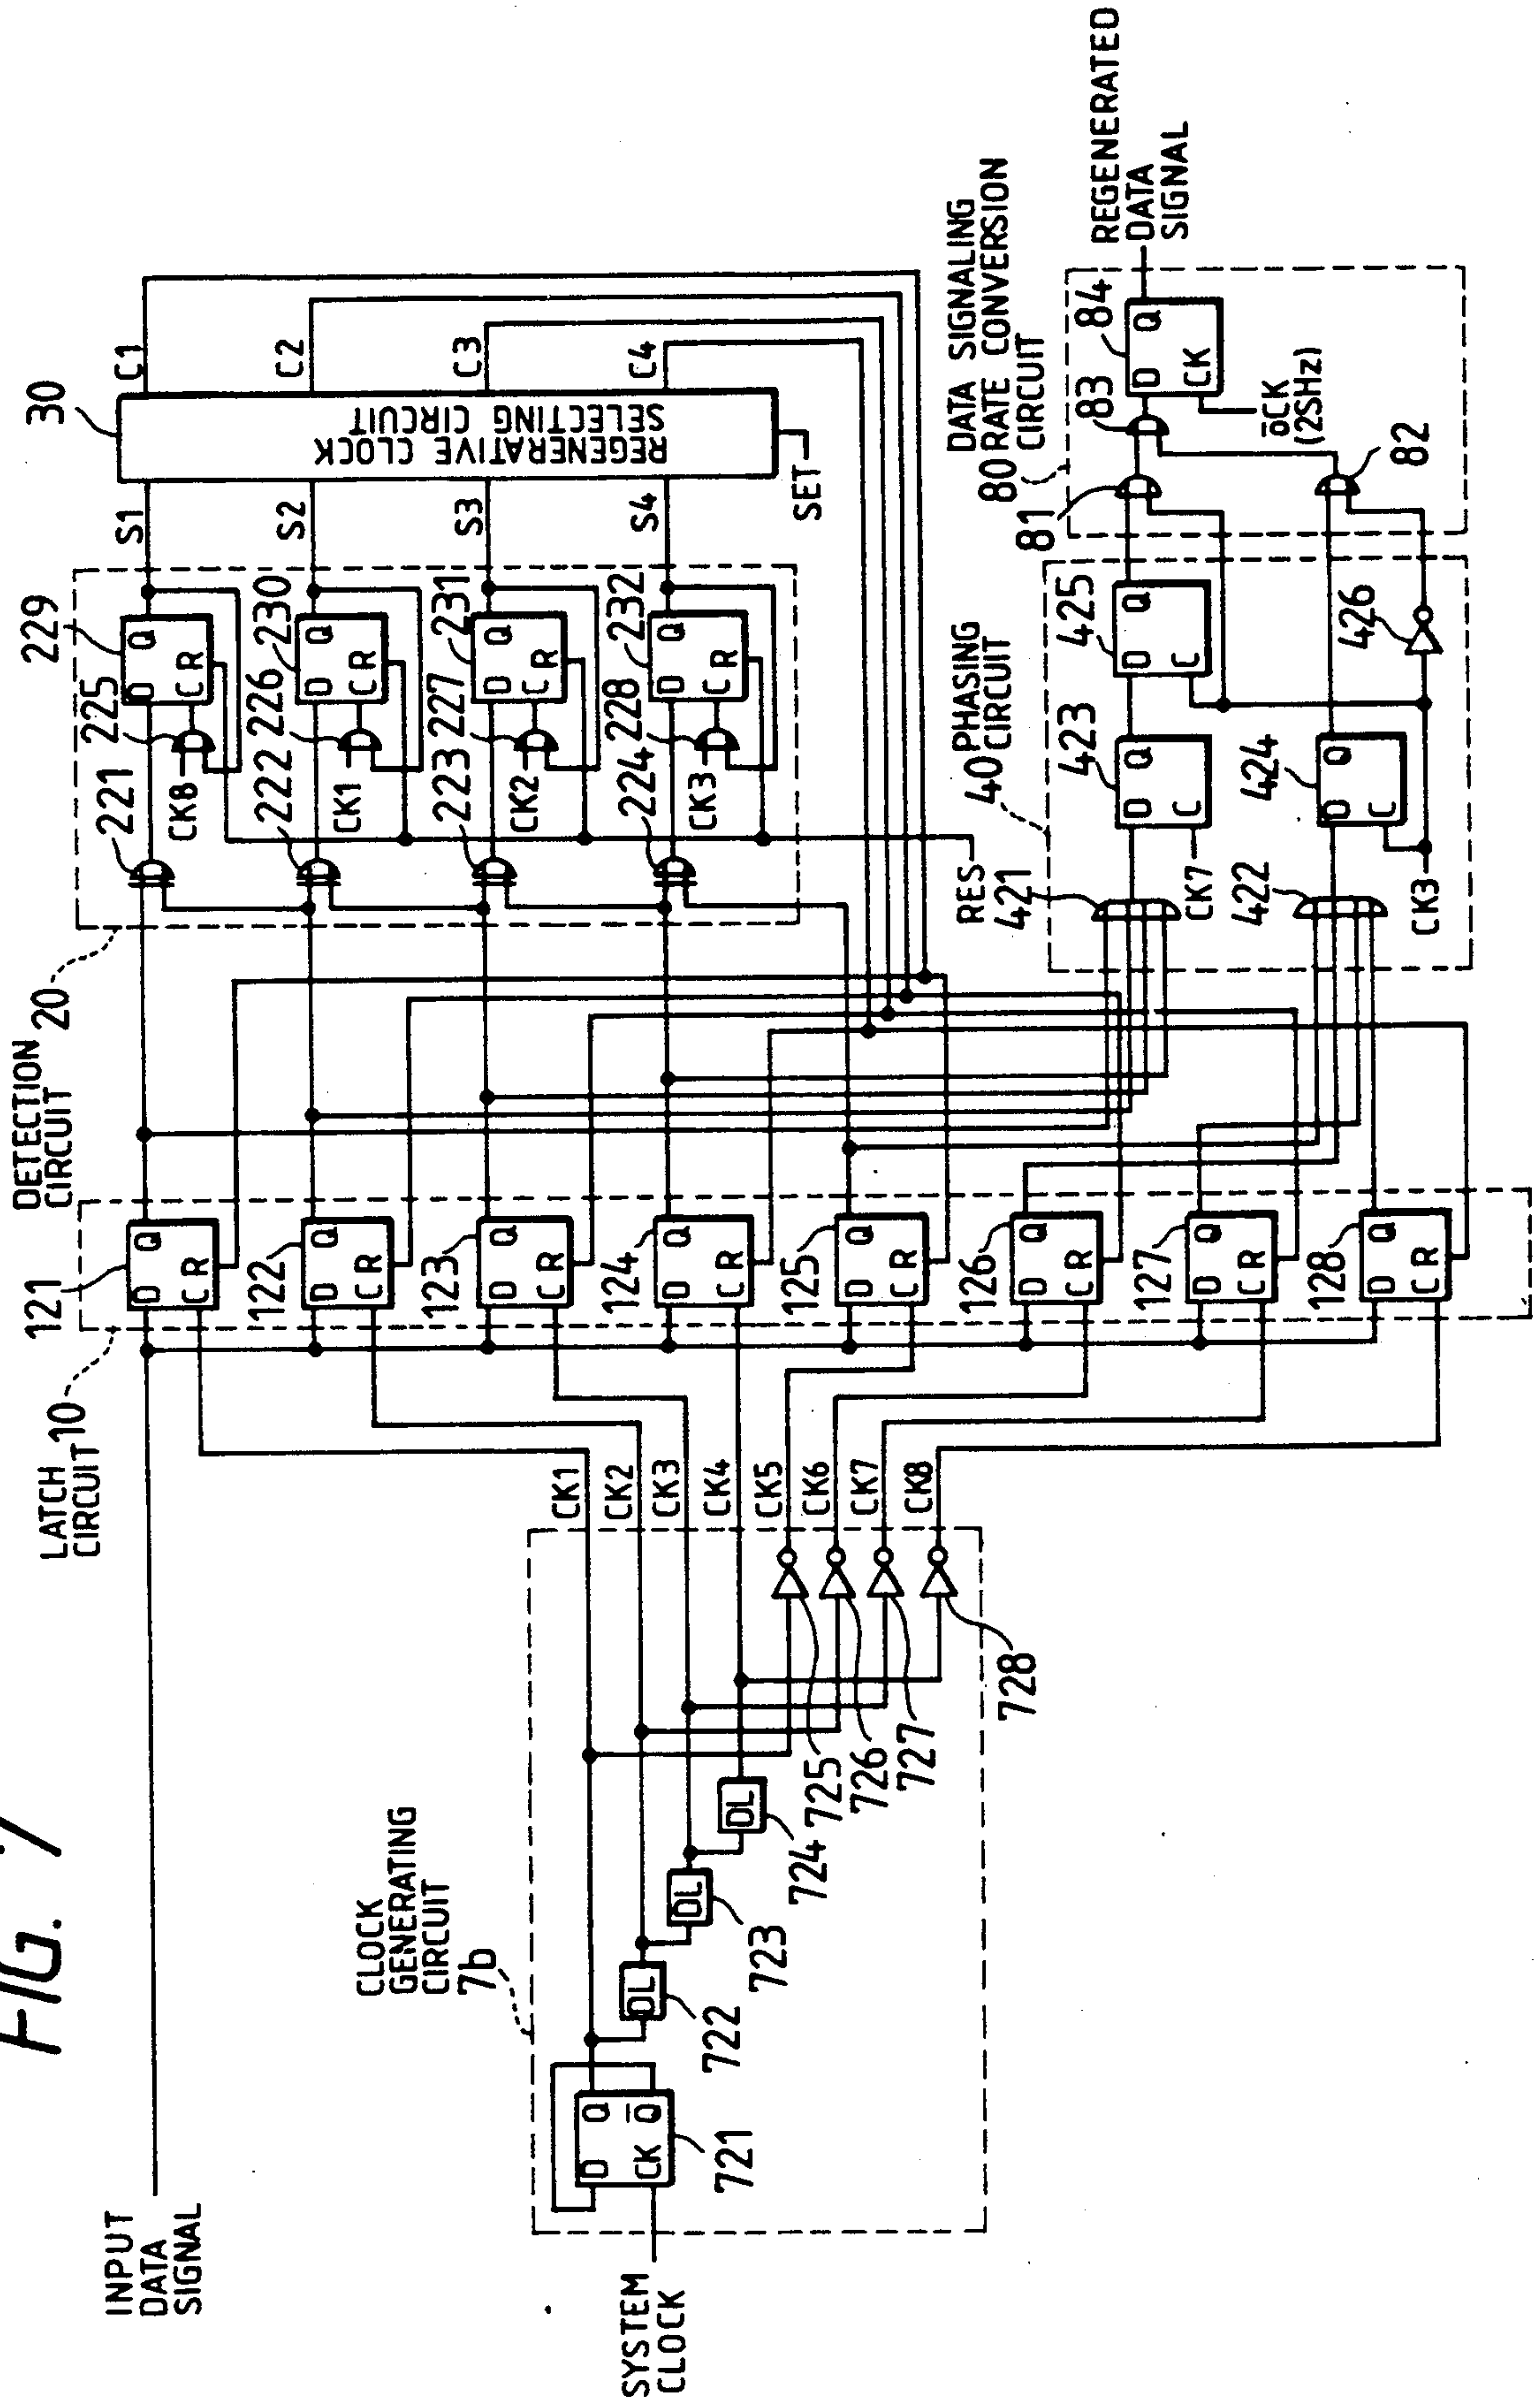 FIG. 7
INPUT
DATA
SIGNAL
SYSTEM
CLOCK
CLOCK
GENERATING
CIRCUIT
7b
D
Q
CK
Q̅
721
DL
722
DL
723
DL
724
725
726
727
728
CK1
CK2
CK3
CK4
CK5
CK6
CK7
CK8
LATCH
CIRCUIT 10
121
D
Q
C
R
122
D
Q
C
R
123
D
Q
C
R
124
D
Q
C
R
125
D
Q
C
R
126
D
Q
C
R
127
D
Q
C
R
128
D
Q
C
R
DETECTION
CIRCUIT
20
221
225
229
CK8
D
Q
C
R
S1
222
226
230
CK1
D
Q
C
R
S2
223
227
231
CK2
D
Q
C
R
S3
224
228
232
CK3
D
Q
C
R
S4
RES
30
REGENERATIVE CLOCK
SELECTING CIRCUIT
SET
C1
C2
C3
C4
40 PHASING
CIRCUIT
421
423
D
Q
C
CK7
425
D
Q
C
422
424
D
Q
C
CK3
426
DATA SIGNALING
80 RATE CONVERSION
CIRCUIT
81
82
83
84
D
Q
CK
o̅CK
(2SHz)
REGENERATED
DATA
SIGNAL